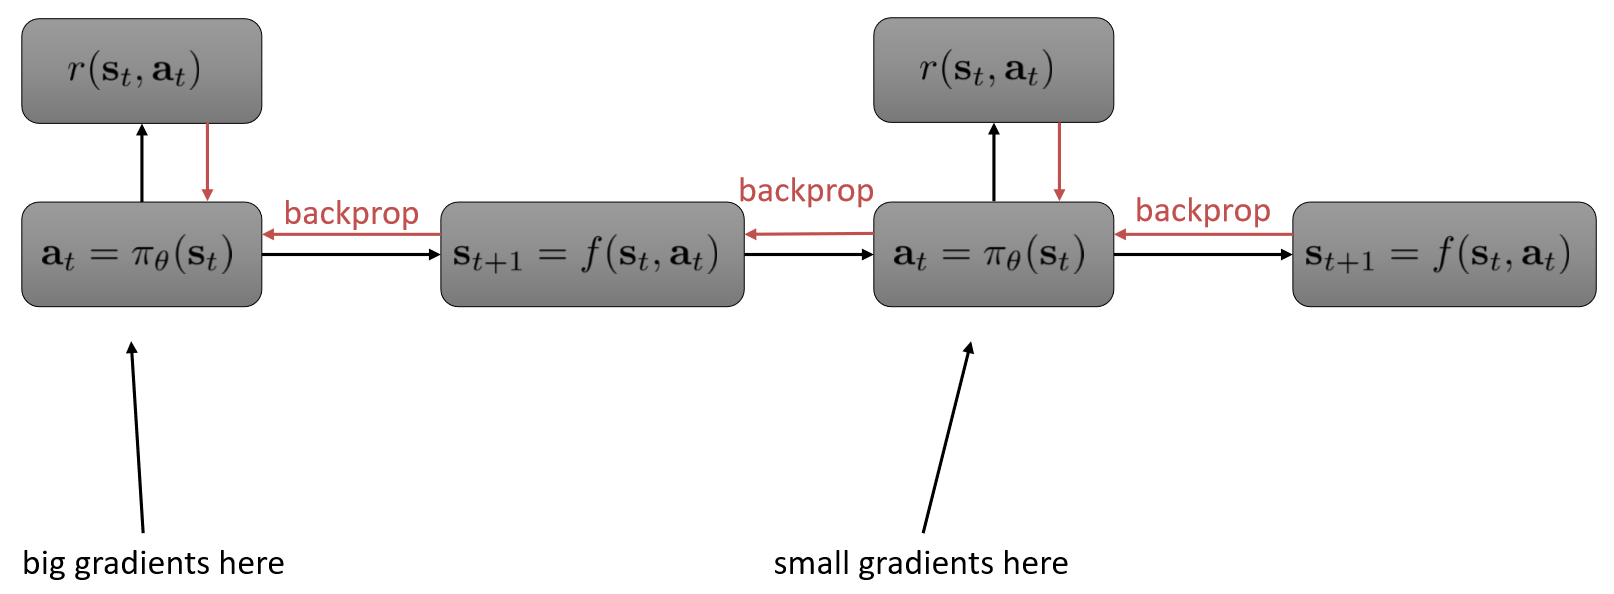 r(s_t, a_t)
r(s_t, a_t)
backprop
backprop
backprop
a_t = π_θ(s_t)
s_{t+1} = f(s_t, a_t)
a_t = π_θ(s_t)
s_{t+1} = f(s_t, a_t)
big gradients here
small gradients here